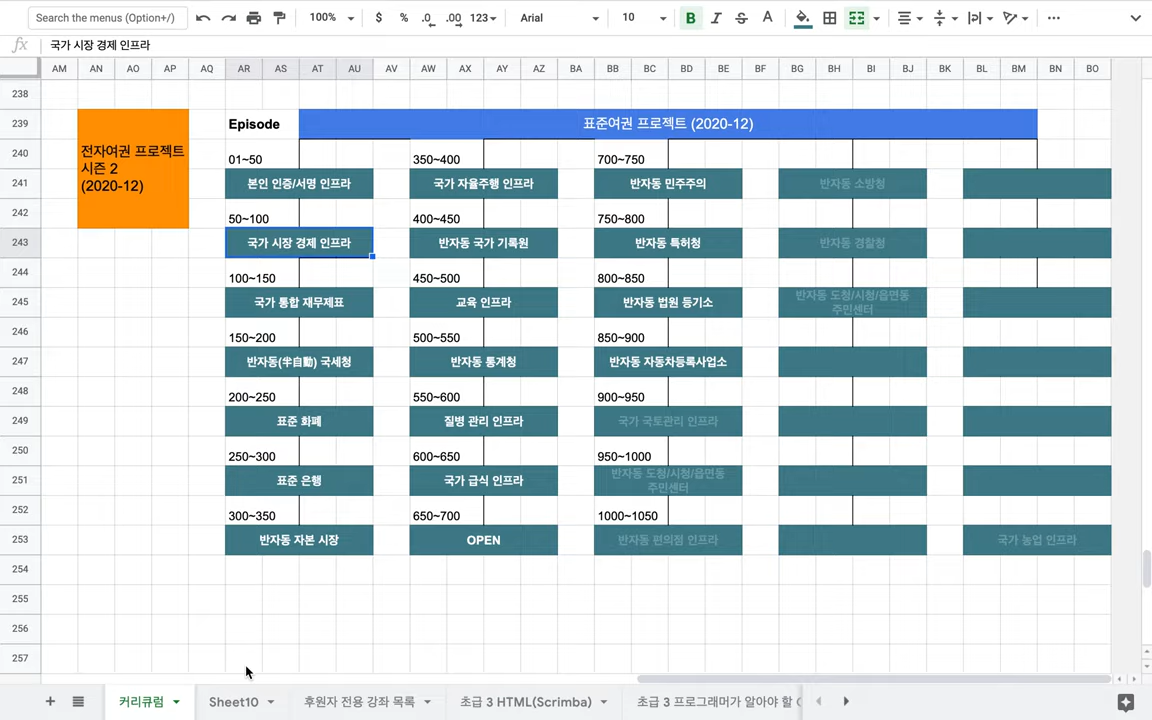 Search the menus (Option+/)
100%
$
%
.0
.00
123
Arial
10
B
I
S
A
fx
국가 시장 경제 인프라
AM AN AO AP AQ AR AS AT AU AV AW AX AY AZ BA BB BC BD BE BF BG BH BI BJ BK BL BM BN BO
238
239
전자여권 프로젝트
시즌 2
(2020-12)
Episode
표준여권 프로젝트 (2020-12)
240
01~50
350~400
700~750
241
본인 인증/서명 인프라
국가 자율주행 인프라
반자동 민주주의
반자동 소방청
242
50~100
400~450
750~800
243
국가 시장 경제 인프라
반자동 국가 기록원
반자동 특허청
반자동 경찰청
244
100~150
450~500
800~850
245
국가 통합 재무제표
교육 인프라
반자동 법원 등기소
반자동 도청/시청/읍면동
주민센터
246
150~200
500~550
850~900
247
반자동(半自動) 국세청
반자동 통계청
반자동 자동차등록사업소
248
200~250
550~600
900~950
249
표준 화폐
질병 관리 인프라
국가 국토관리 인프라
250
250~300
600~650
950~1000
251
표준 은행
국가 급식 인프라
반자동 도청/시청/읍면동
주민센터
252
300~350
650~700
1000~1050
253
반자동 자본 시장
OPEN
반자동 편의점 인프라
국가 농업 인프라
254
255
256
257
커리큐럼
Sheet10
후원자 전용 강좌 목록
초급 3 HTML(Scrimba)
초급 3 프로그래머가 알아야 할